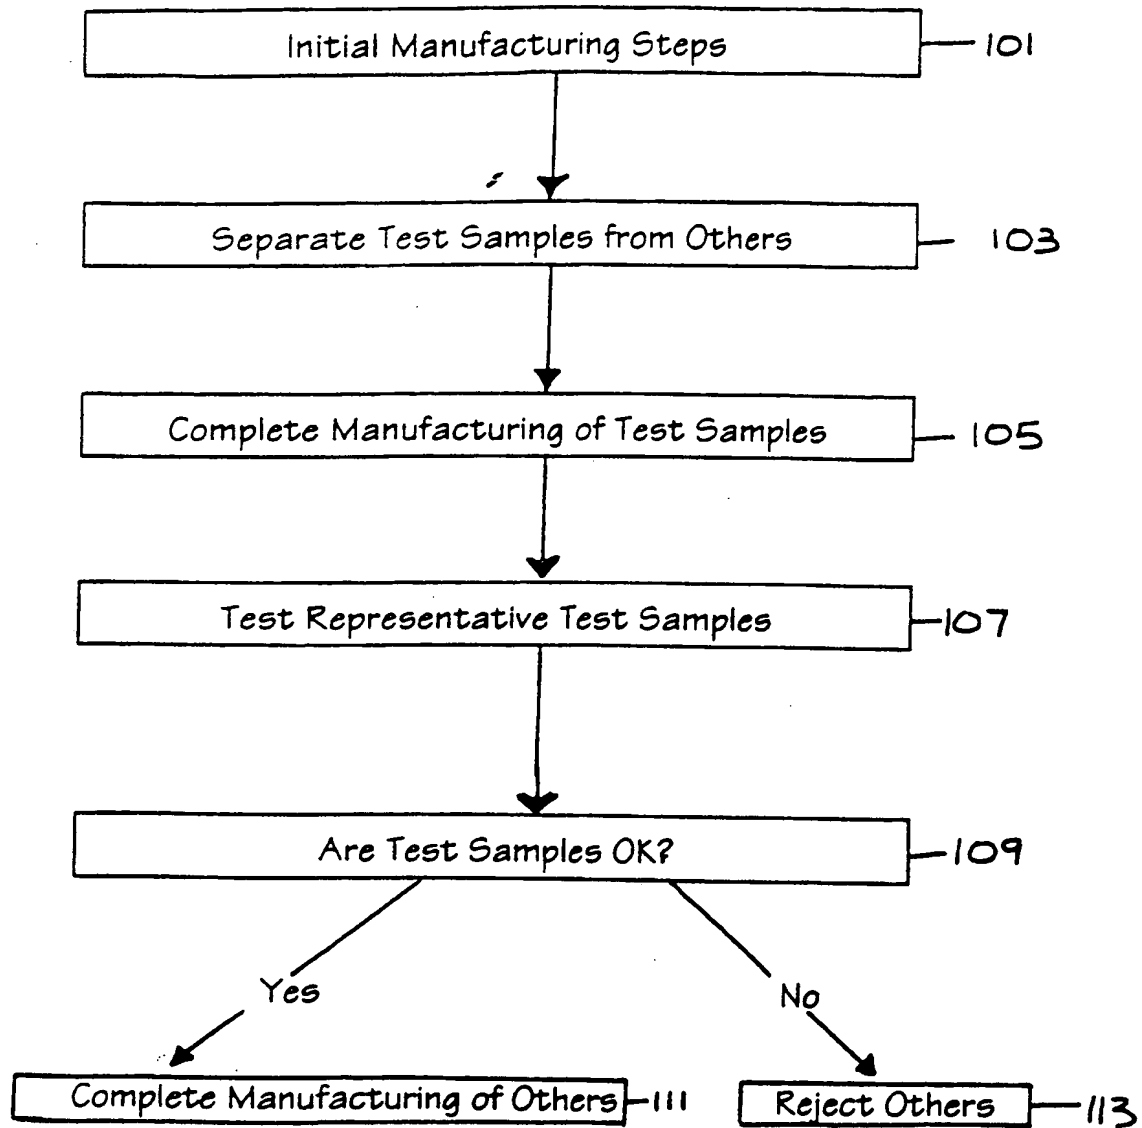 Initial Manufacturing Steps 101
Separate Test Samples from Others 103
Complete Manufacturing of Test Samples 105
Test Representative Test Samples 107
Are Test Samples OK? 109
Yes No
Complete Manufacturing of Others 111
Reject Others 113